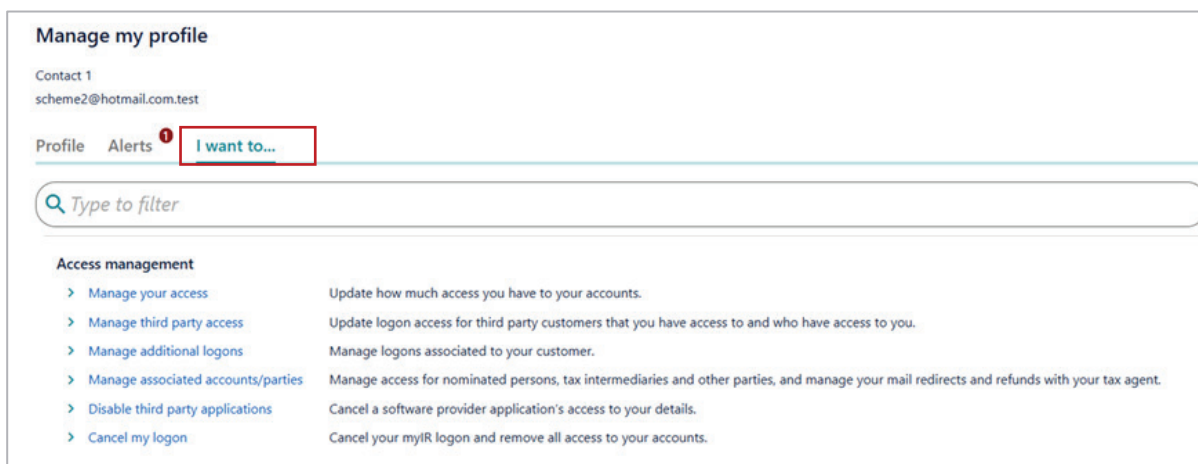 Manage my profile
Contact 1
scheme2@hotmail.com.test
Profile Alerts 1 I want to...
Type to filter
Access management
Manage your access Update how much access you have to your accounts.
Manage third party access Update logon access for third party customers that you have access to and who have access to you.
Manage additional logons Manage logons associated to your customer.
Manage associated accounts/parties Manage access for nominated persons, tax intermediaries and other parties, and manage your mail redirects and refunds with your tax agent.
Disable third party applications Cancel a software provider application's access to your details.
Cancel my logon Cancel your myIR logon and remove all access to your accounts.